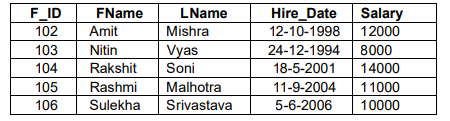 F_ID FName LName Hire_Date Salary
102 Amit Mishra 12-10-1998 12000
103 Nitin Vyas 24-12-1994 8000
104 Rakshit Soni 18-5-2001 14000
105 Rashmi Malhotra 11-9-2004 11000
106 Sulekha Srivastava 5-6-2006 10000